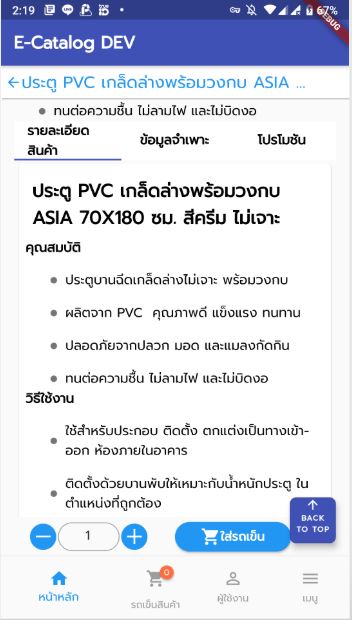 2:19
67%
DEBUG
E-Catalog DEV
←ประตู PVC เกล็ดล่างพร้อมวงกบ ASIA ...
ทนต่อความชื้น ไม่ลามไฟ และไม่บิดงอ
รายละเอียด
สินค้า
ข้อมูลจำเพาะ
โปรโมชัน
ประตู PVC เกล็ดล่างพร้อมวงกบ
ASIA 70X180 ซม. สีครีม ไม่เจาะ
คุณสมบัติ
ประตูบานฉีดเกล็ดล่างไม่เจาะ พร้อมวงกบ
ผลิตจาก PVC คุณภาพดี แข็งแรง ทนทาน
ปลอดภัยจากปลวก มอด และแมลงกัดกิน
ทนต่อความชื้น ไม่ลามไฟ และไม่บิดงอ
วิธีใช้งาน
ใช้สำหรับประกอบ ติดตั้ง ตกแต่งเป็นทางเข้า-
ออก ห้องภายในอาคาร
ติดตั้งด้วยบานพับให้เหมาะกับน้ำหนักประตู ใน
ตำแหน่งที่ถูกต้อง
BACK
TO TOP
1
ใส่รถเข็น
0
หน้าหลัก
รถเข็นสินค้า
ผู้ใช้งาน
เมนู